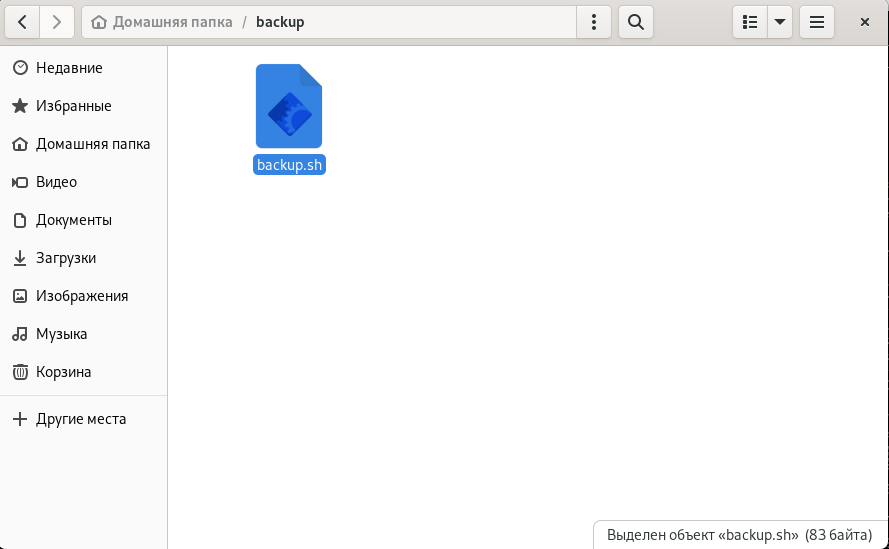 Домашняя папка / backup
Недавние
Избранные
Домашняя папка
Видео
Документы
Загрузки
Изображения
Музыка
Корзина
Другие места
backup.sh
Выделен объект «backup.sh» (83 байта)